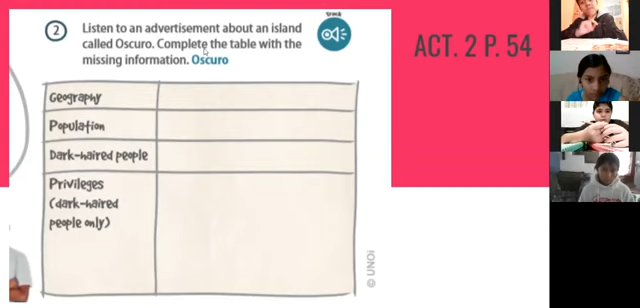 track
2 Listen to an advertisement about an island
called Oscuro. Complete the table with the
missing information. Oscuro
ACT. 2 P. 54
Geography
Population
Dark-haired people
Privileges
(dark-haired
people only)
© UNOi